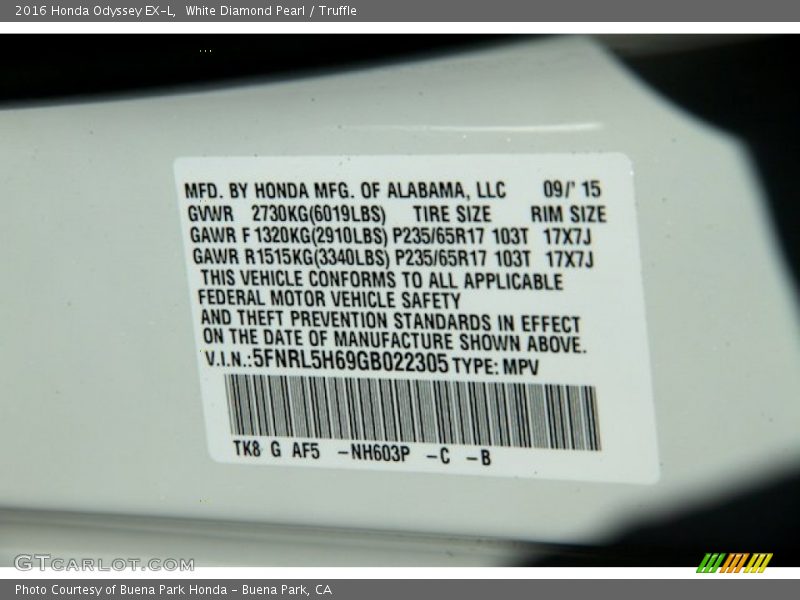 2016 Honda Odyssey EX-L,  White Diamond Pearl / Truffle
MFD. BY HONDA MFG. OF ALABAMA, LLC 09/' 15
GVWR 2730KG(6019LBS) TIRE SIZE RIM SIZE
GAWR F 1320KG(2910LBS) P235/65R17 103T 17X7J
GAWR R1515KG(3340LBS) P235/65R17 103T 17X7J
THIS VEHICLE CONFORMS TO ALL APPLICABLE
FEDERAL MOTOR VEHICLE SAFETY
AND THEFT PREVENTION STANDARDS IN EFFECT
ON THE DATE OF MANUFACTURE SHOWN ABOVE.
V.I.N.:5FNRL5H69GB022305 TYPE: MPV
TK8 G AF5 -NH603P -C -B
GTCARLOT.COM
Photo Courtesy of Buena Park Honda - Buena Park, CA